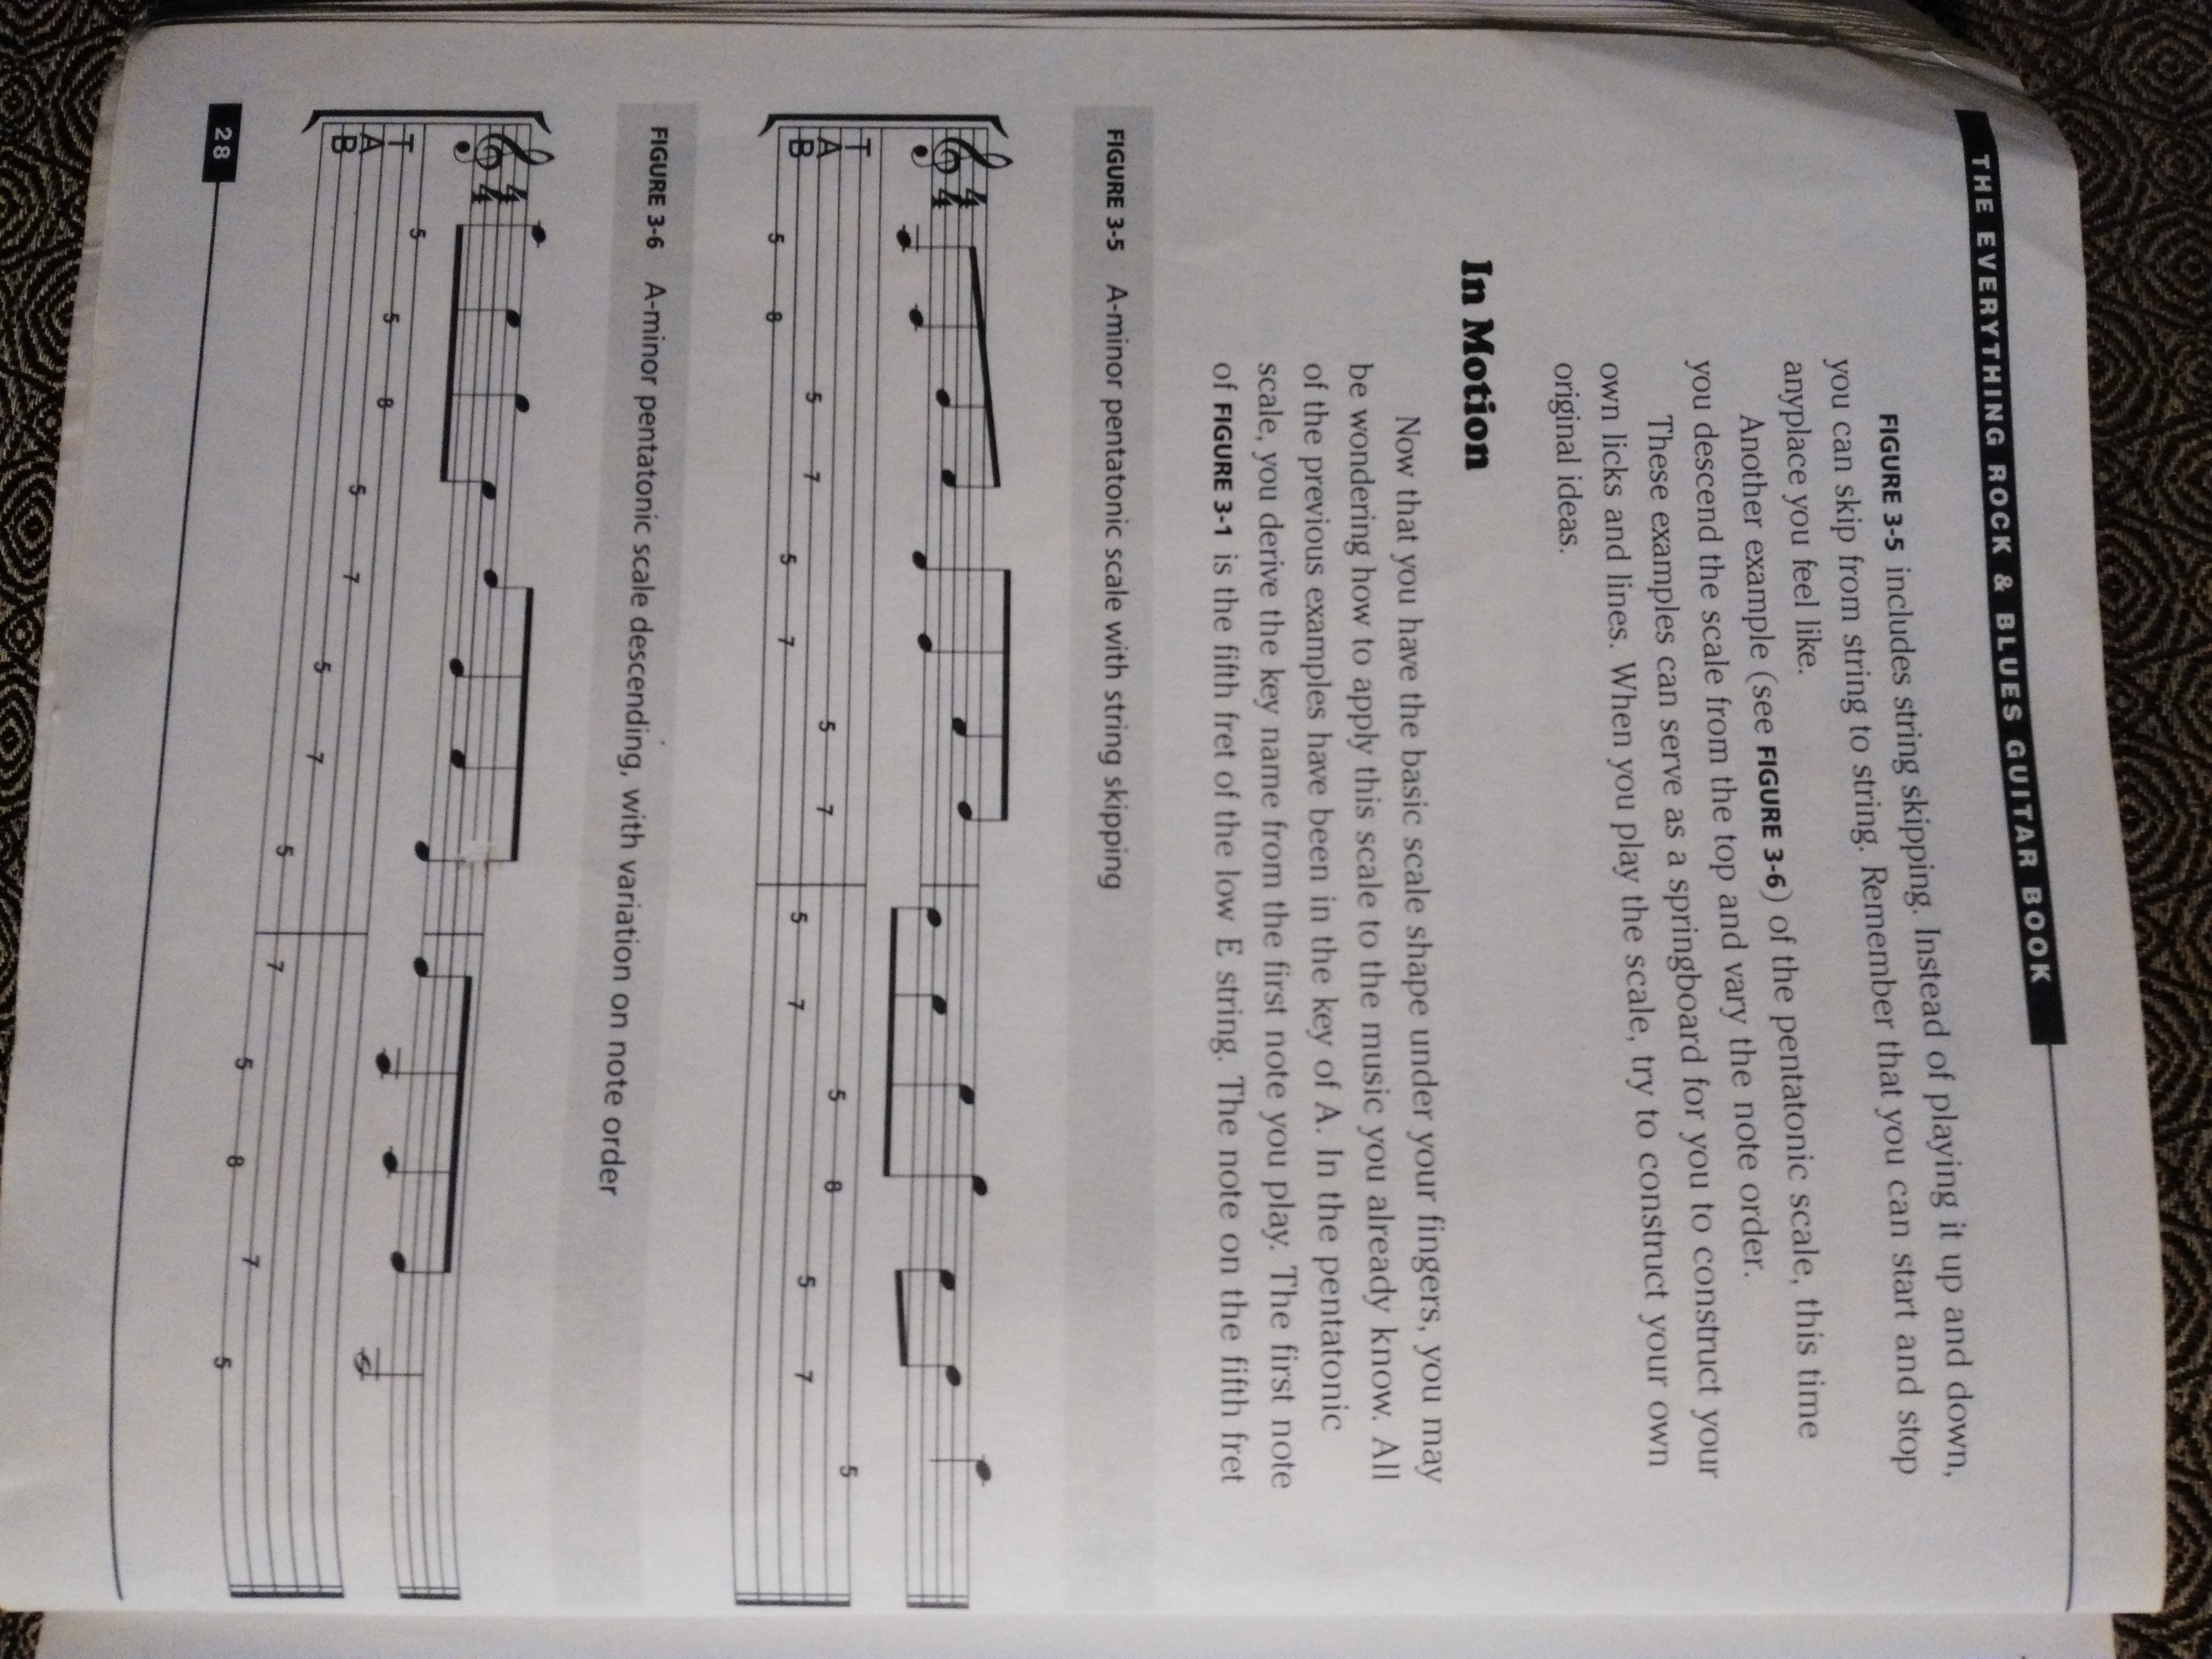 THE EVERYTHING ROCK & BLUES GUITAR BOOK
FIGURE 3-5 includes string skipping. Instead of playing it up and down,
you can skip from string to string. Remember that you can start and stop
anyplace you feel like.
Another example (see FIGURE 3-6) of the pentatonic scale, this time
you descend the scale from the top and vary the note order.
These examples can serve as a springboard for you to construct your
own licks and lines. When you play the scale, try to construct your own
original ideas.
In Motion
Now that you have the basic scale shape under your fingers, you may
be wondering how to apply this scale to the music you already know. All
of the previous examples have been in the key of A. In the pentatonic
scale, you derive the key name from the first note you play. The first note
of FIGURE 3-1 is the fifth fret of the low E string. The note on the fifth fret
FIGURE 3-5 A-minor pentatonic scale with string skipping
4
4
T
A
B
5 8 5 7 5 7 5 7 5 7 5 8 5 7 5
FIGURE 3-6 A-minor pentatonic scale descending, with variation on note order
4
4
T
A
B
5 5 8 5 7 5 7 5 7 5 8 7 5
28